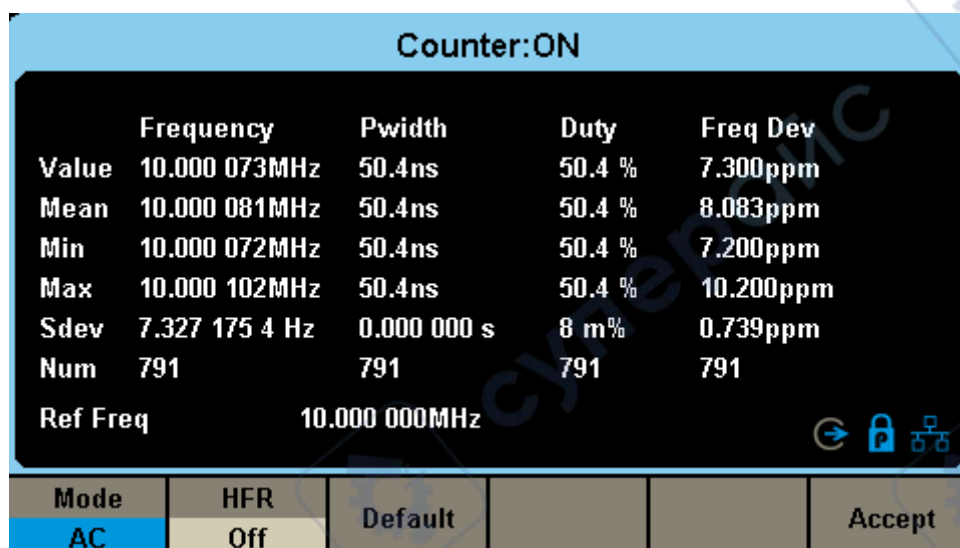 Counter:ON
Frequency Pwidth Duty Freq Dev
Value 10.000 073MHz 50.4ns 50.4 % 7.300ppm
Mean 10.000 081MHz 50.4ns 50.4 % 8.083ppm
Min 10.000 072MHz 50.4ns 50.4 % 7.200ppm
Max 10.000 102MHz 50.4ns 50.4 % 10.200ppm
Sdev 7.327 175 4 Hz 0.000 000 s 8 m% 0.739ppm
Num 791 791 791 791
Ref Freq 10.000 000MHz
Mode HFR Default Accept
AC Off
суперайс